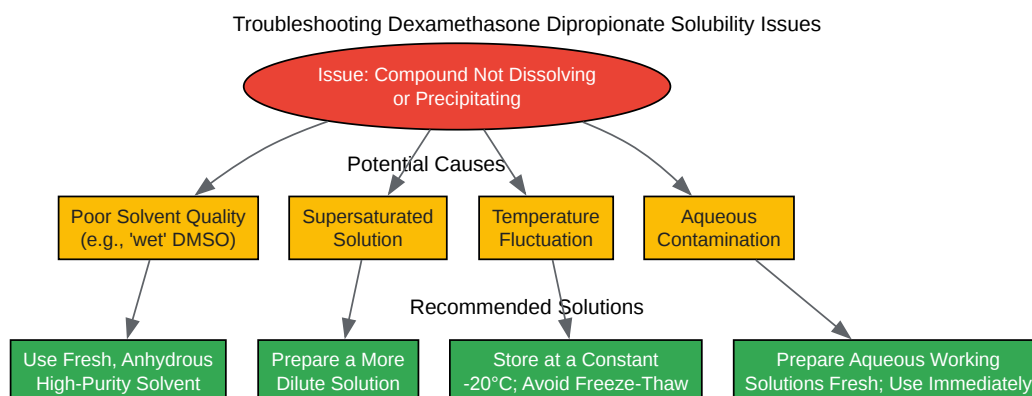 Troubleshooting Dexamethasone Dipropionate Solubility Issues
Issue: Compound Not Dissolving
or Precipitating
Potential Causes
Poor Solvent Quality
(e.g., 'wet' DMSO)
Supersaturated
Solution
Temperature
Fluctuation
Aqueous
Contamination
Recommended Solutions
Use Fresh, Anhydrous
High-Purity Solvent
Prepare a More
Dilute Solution
Store at a Constant
-20°C; Avoid Freeze-Thaw
Prepare Aqueous Working
Solutions Fresh; Use Immediately